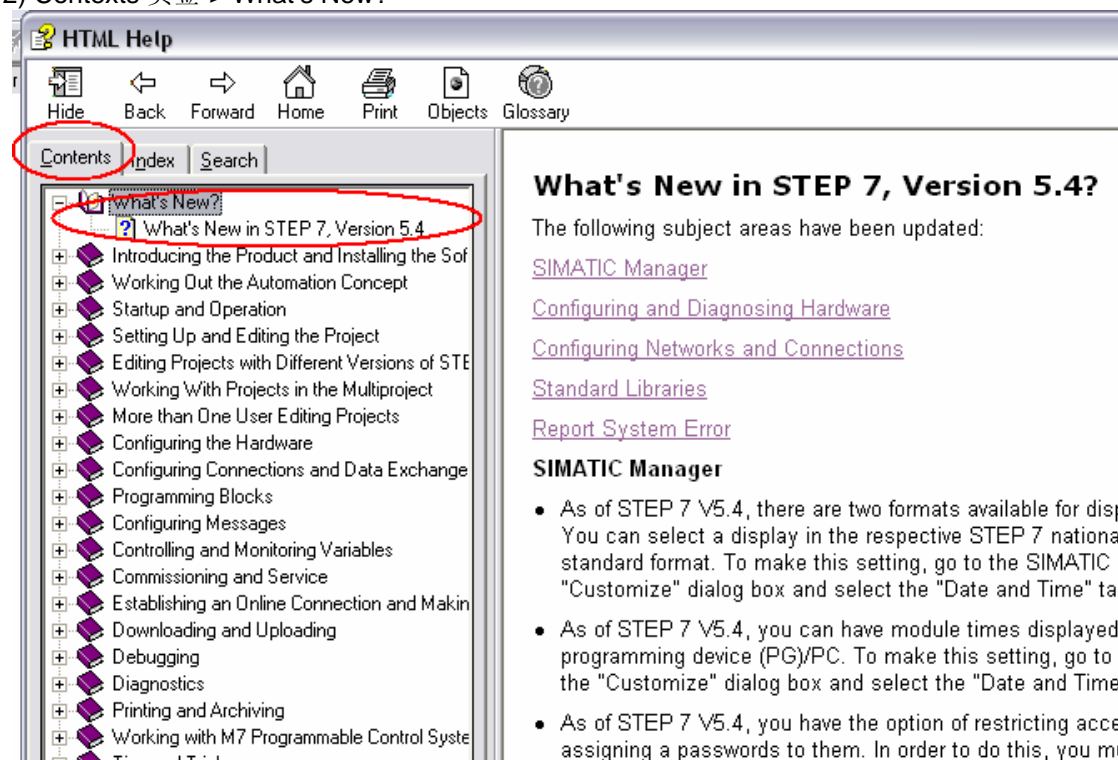 2) Contexts 页签 > What's New?
HTML Help
Hide Back Forward Home Print Objects Glossary
Contents Index Search
What's New?
What's New in STEP 7, Version 5.4
Introducing the Product and Installing the Sof
Working Out the Automation Concept
Startup and Operation
Setting Up and Editing the Project
Editing Projects with Different Versions of STE
Working With Projects in the Multiproject
More than One User Editing Projects
Configuring the Hardware
Configuring Connections and Data Exchange
Programming Blocks
Configuring Messages
Controlling and Monitoring Variables
Commissioning and Service
Establishing an Online Connection and Makin
Downloading and Uploading
Debugging
Diagnostics
Printing and Archiving
Working with M7 Programmable Control Syste
What's New in STEP 7, Version 5.4?
The following subject areas have been updated:
SIMATIC Manager
Configuring and Diagnosing Hardware
Configuring Networks and Connections
Standard Libraries
Report System Error
SIMATIC Manager
• As of STEP 7 V5.4, there are two formats available for disp
You can select a display in the respective STEP 7 nationa
standard format. To make this setting, go to the SIMATIC
"Customize" dialog box and select the "Date and Time" ta
• As of STEP 7 V5.4, you can have module times displayed
programming device (PG)/PC. To make this setting, go to
the "Customize" dialog box and select the "Date and Time
• As of STEP 7 V5.4, you have the option of restricting acce
assigning a passwords to them. In order to do this, you mu